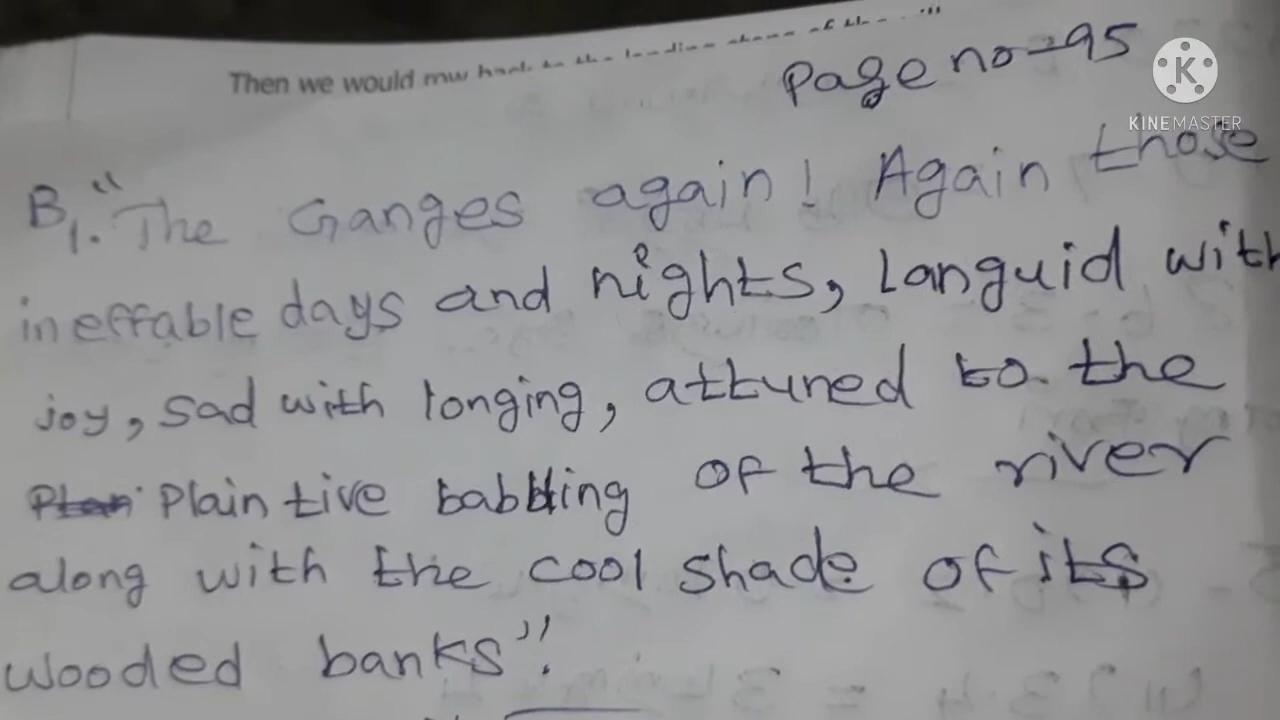 Then we would row back to the landing
Page no-95
KINEMASTER
B1. "The Ganges again! Again those
ineffable days and nights, Languid with
joy, sad with longing, attuned to the
Plaintive babbling of the river
along with the cool shade of its
wooded banks".